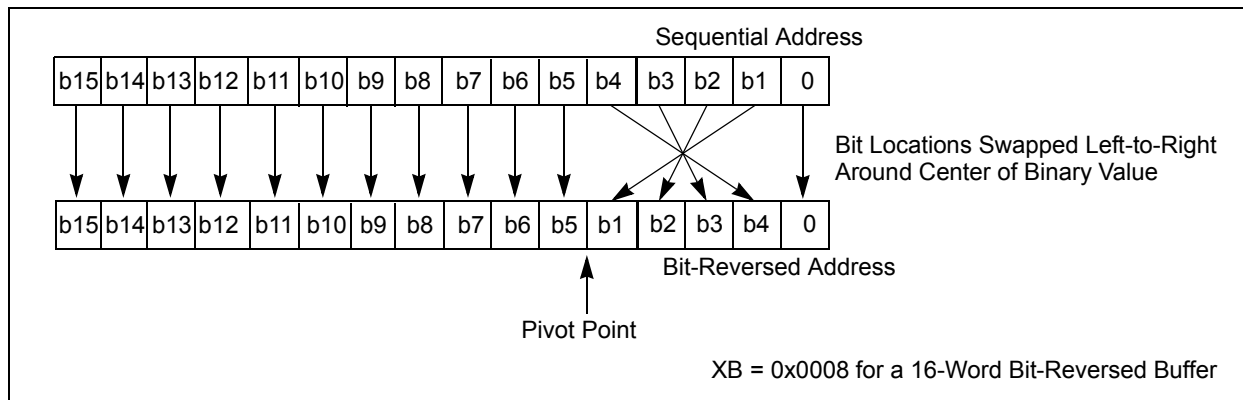 Sequential Address
b15 b14 b13 b12 b11 b10 b9 b8 b7 b6 b5 b4 b3 b2 b1 0
Bit Locations Swapped Left-to-Right
Around Center of Binary Value
b15 b14 b13 b12 b11 b10 b9 b8 b7 b6 b5 b1 b2 b3 b4 0
Bit-Reversed Address
Pivot Point
XB = 0x0008 for a 16-Word Bit-Reversed Buffer